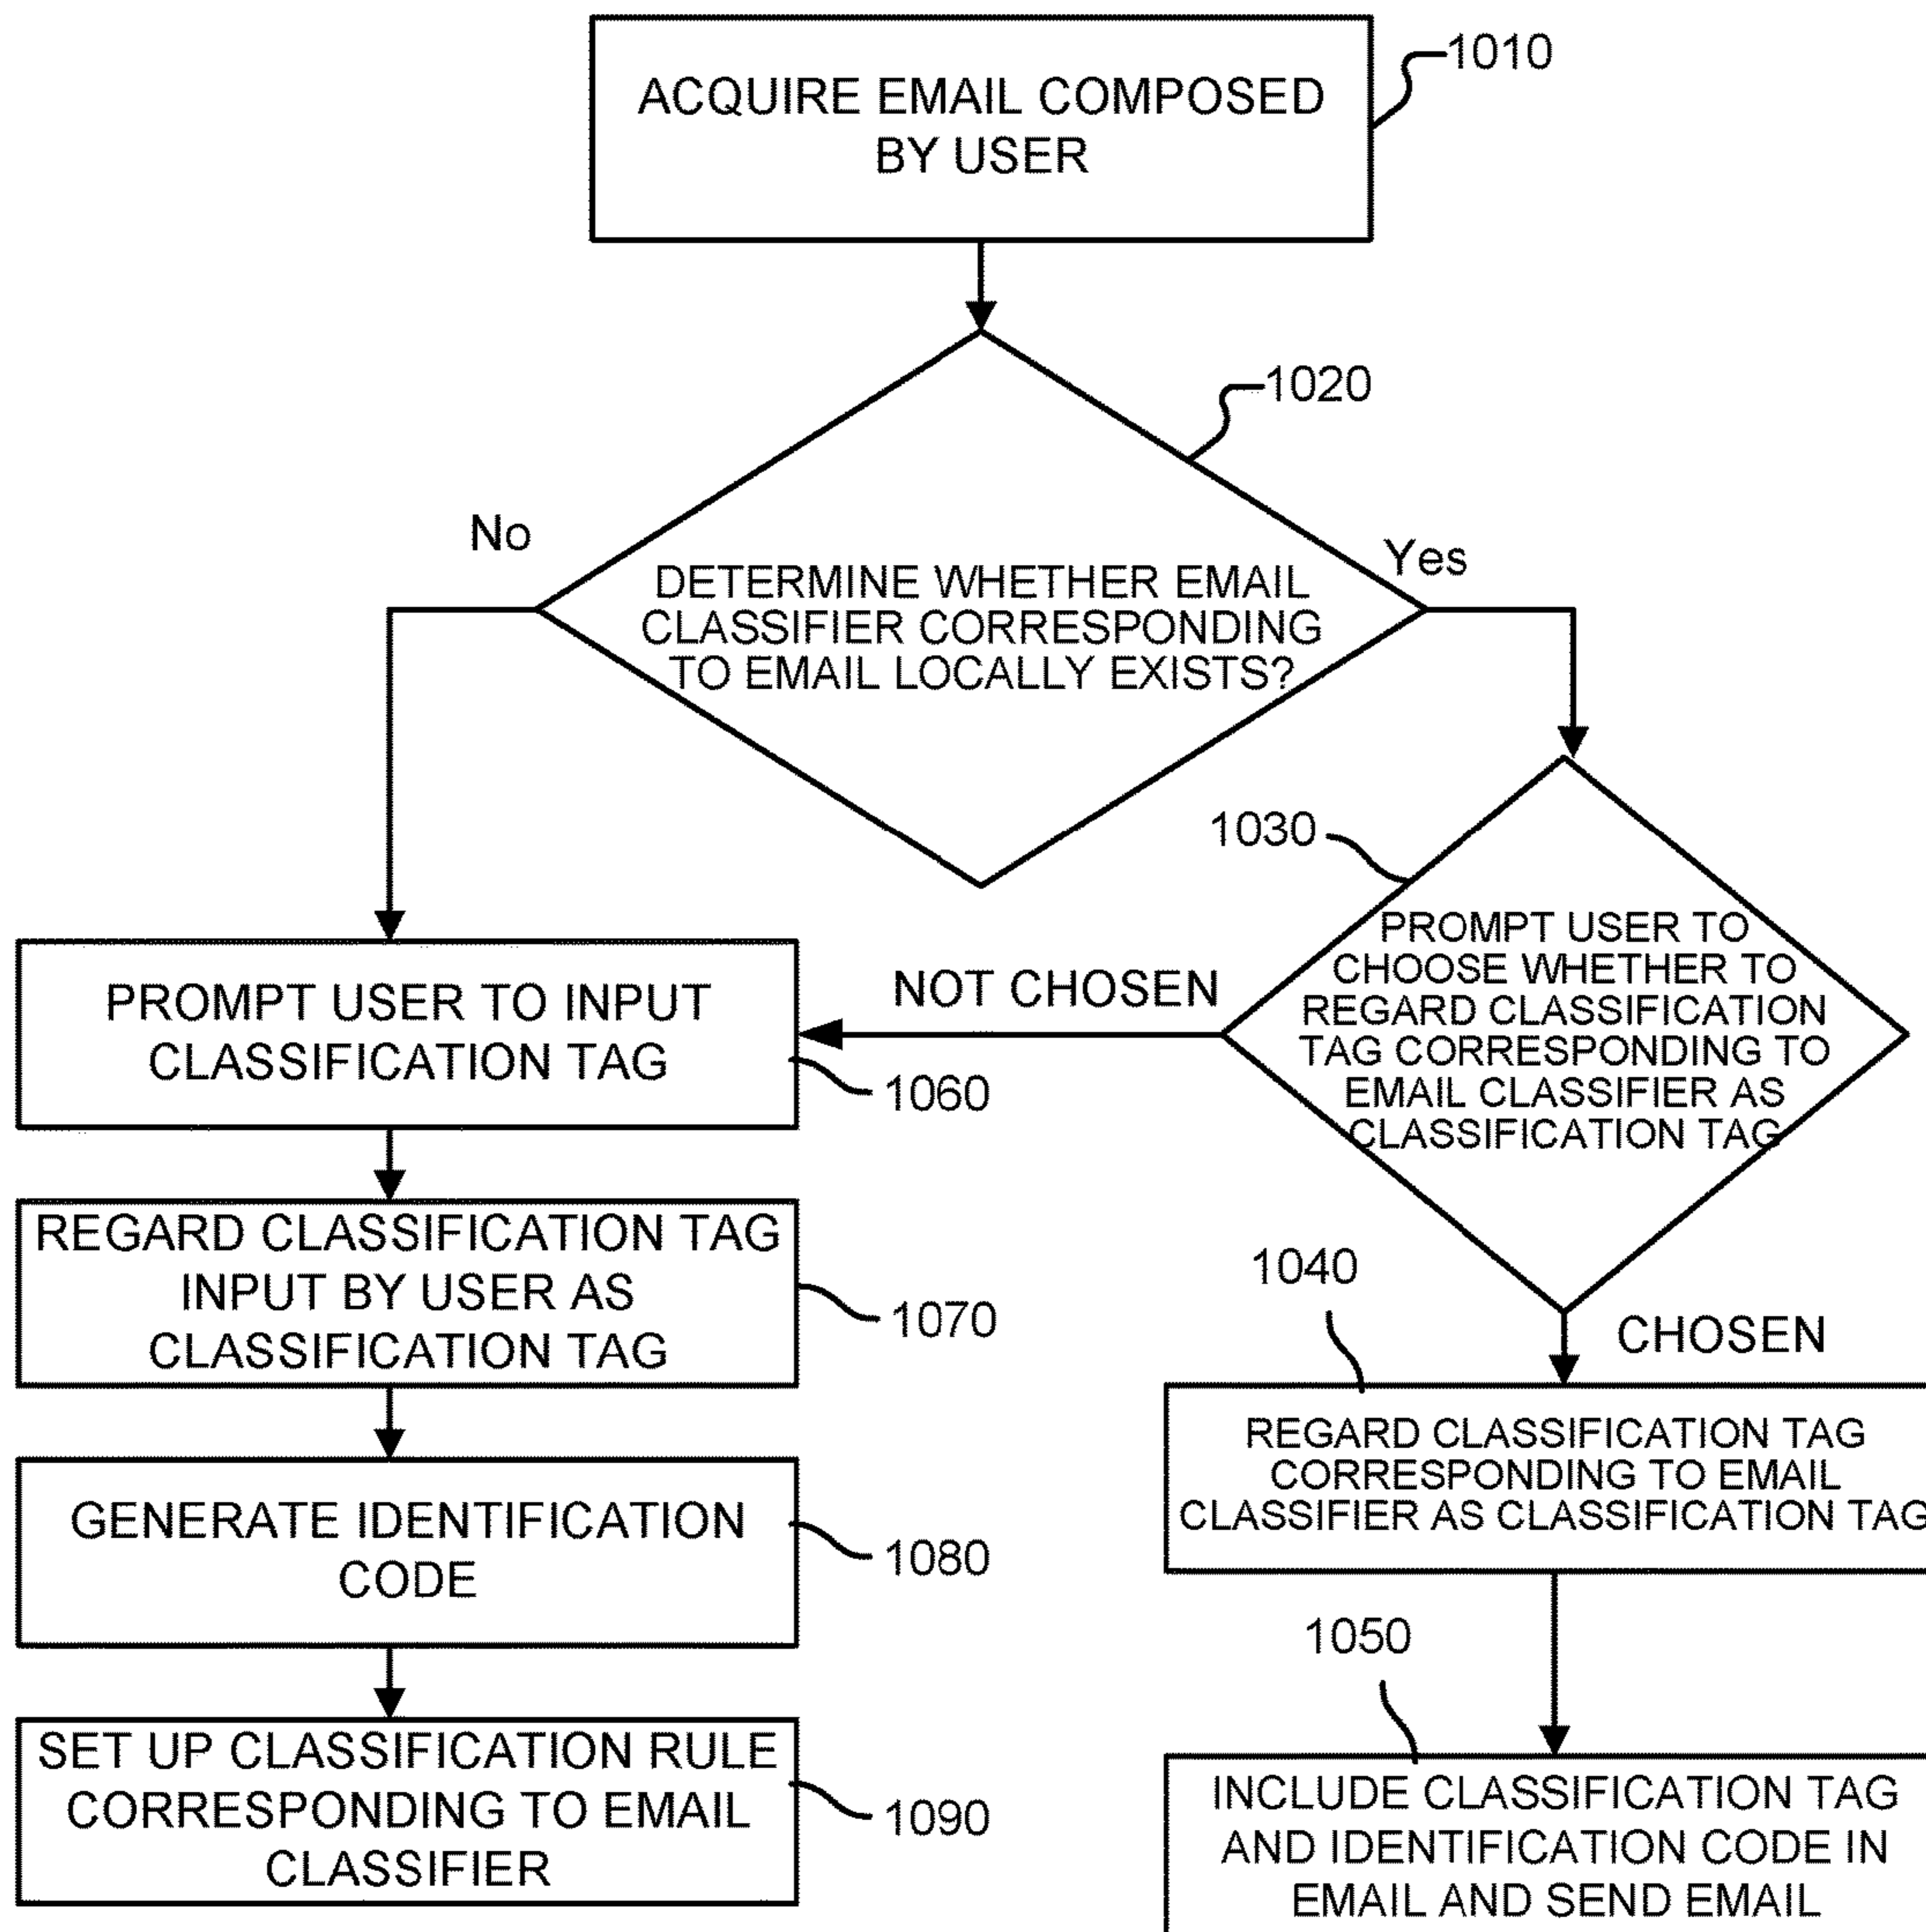 ACQUIRE EMAIL COMPOSED
BY USER
1010
1020
No
Yes
DETERMINE WHETHER EMAIL
CLASSIFIER CORRESPONDING
TO EMAIL LOCALLY EXISTS?
1030
PROMPT USER TO
CHOOSE WHETHER TO
REGARD CLASSIFICATION
TAG CORRESPONDING TO
EMAIL CLASSIFIER AS
CLASSIFICATION TAG
NOT CHOSEN
PROMPT USER TO INPUT
CLASSIFICATION TAG
1060
REGARD CLASSIFICATION TAG
INPUT BY USER AS
CLASSIFICATION TAG
1070
1040
CHOSEN
REGARD CLASSIFICATION TAG
CORRESPONDING TO EMAIL
CLASSIFIER AS CLASSIFICATION TAG
GENERATE IDENTIFICATION
CODE
1080
1050
SET UP CLASSIFICATION RULE
CORRESPONDING TO EMAIL
CLASSIFIER
1090
INCLUDE CLASSIFICATION TAG
AND IDENTIFICATION CODE IN
EMAIL AND SEND EMAIL